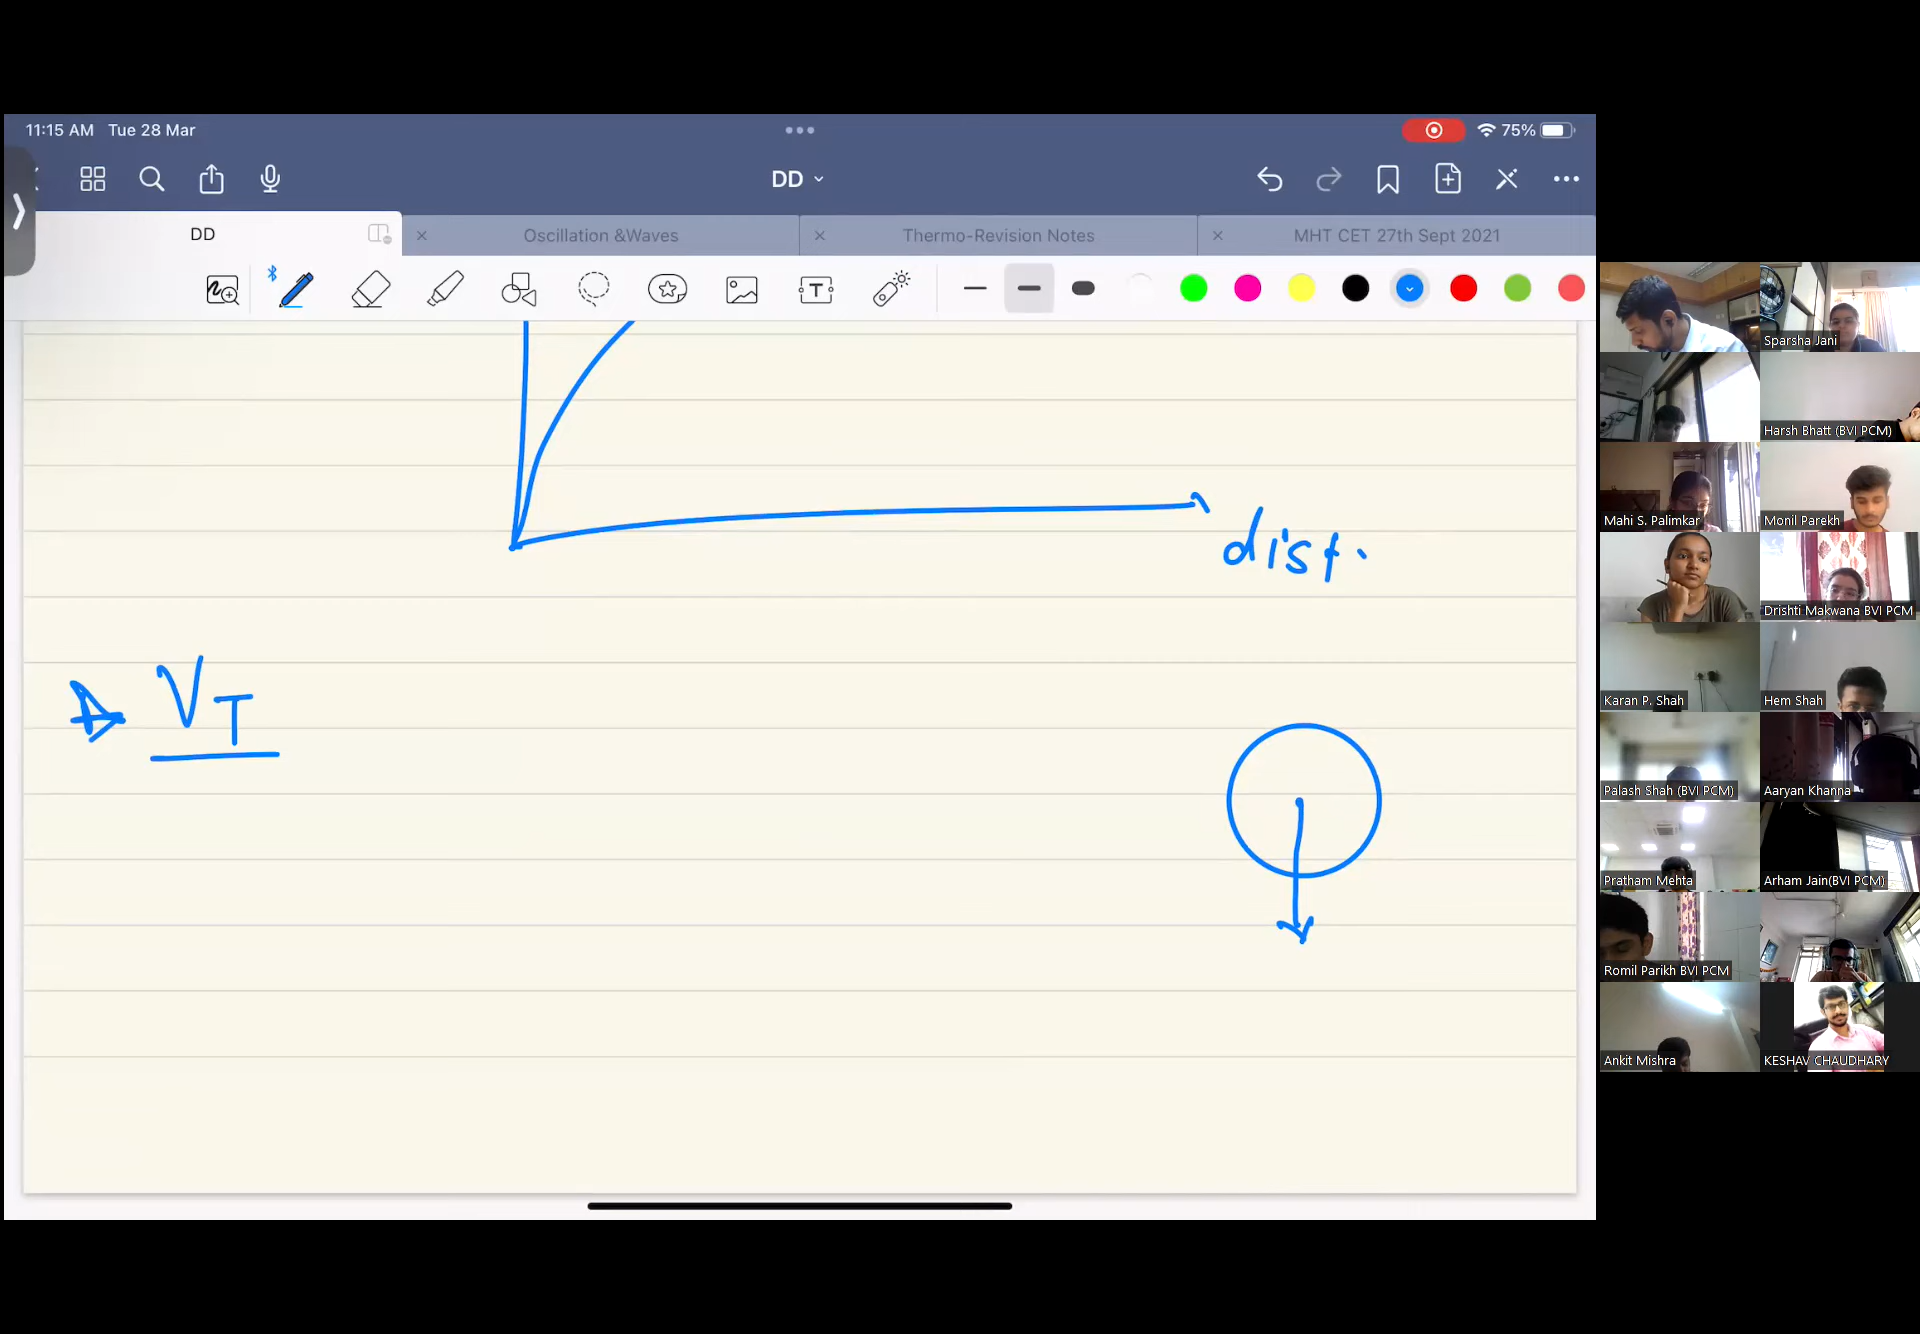 11:15 AM Tue 28 Mar
75%
DD
DD
Oscillation &Waves
Thermo-Revision Notes
MHT CET 27th Sept 2021
T
dist.
VT
Sparsha Jani
Harsh Bhatt (BVI PCM)
Mahi S. Palimkar
Monil Parekh
Drishti Makwana BVI PCM
Karan P. Shah
Hem Shah
Palash Shah (BVI PCM)
Aaryan Khanna
Pratham Mehta
Arham Jain(BVI PCM)
Romil Parikh BVI PCM
Ankit Mishra
KESHAV CHAUDHARY